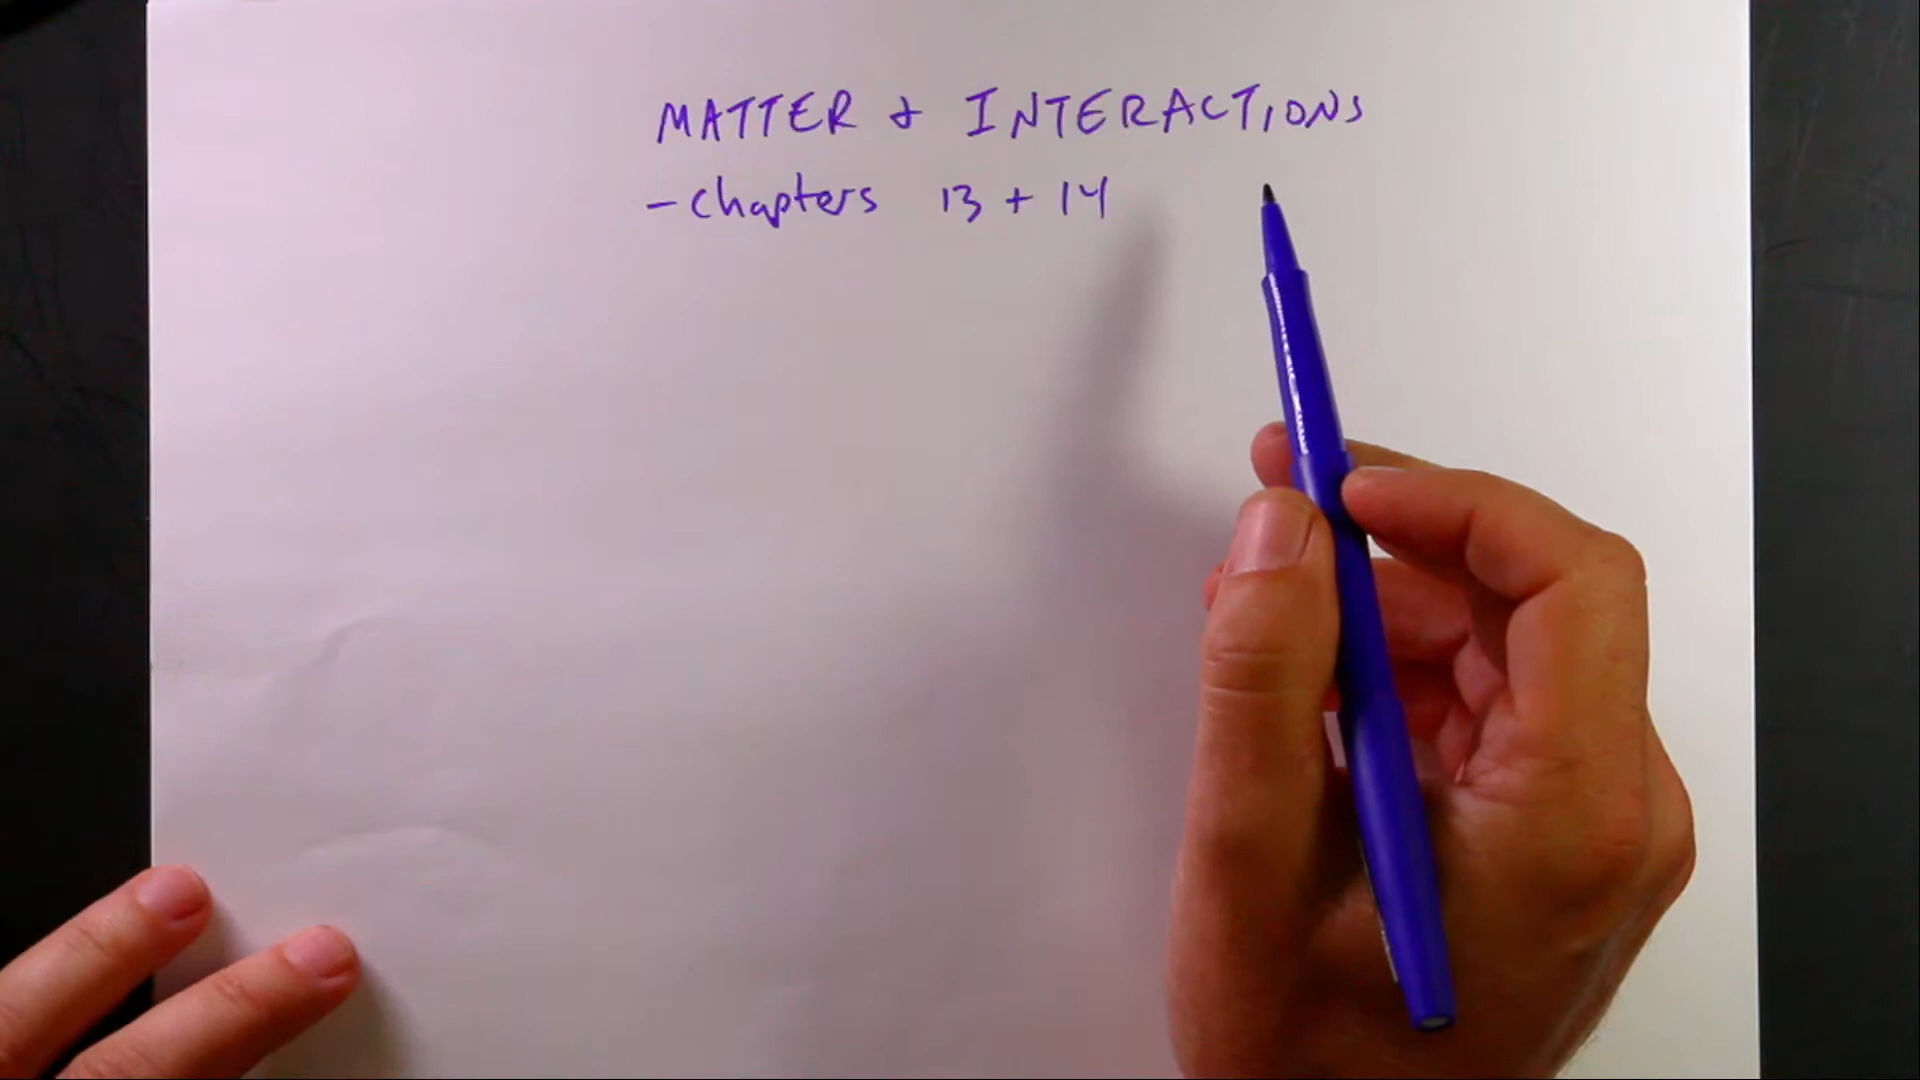 MATTER & INTERACTIONS
- chapters 13 + 14